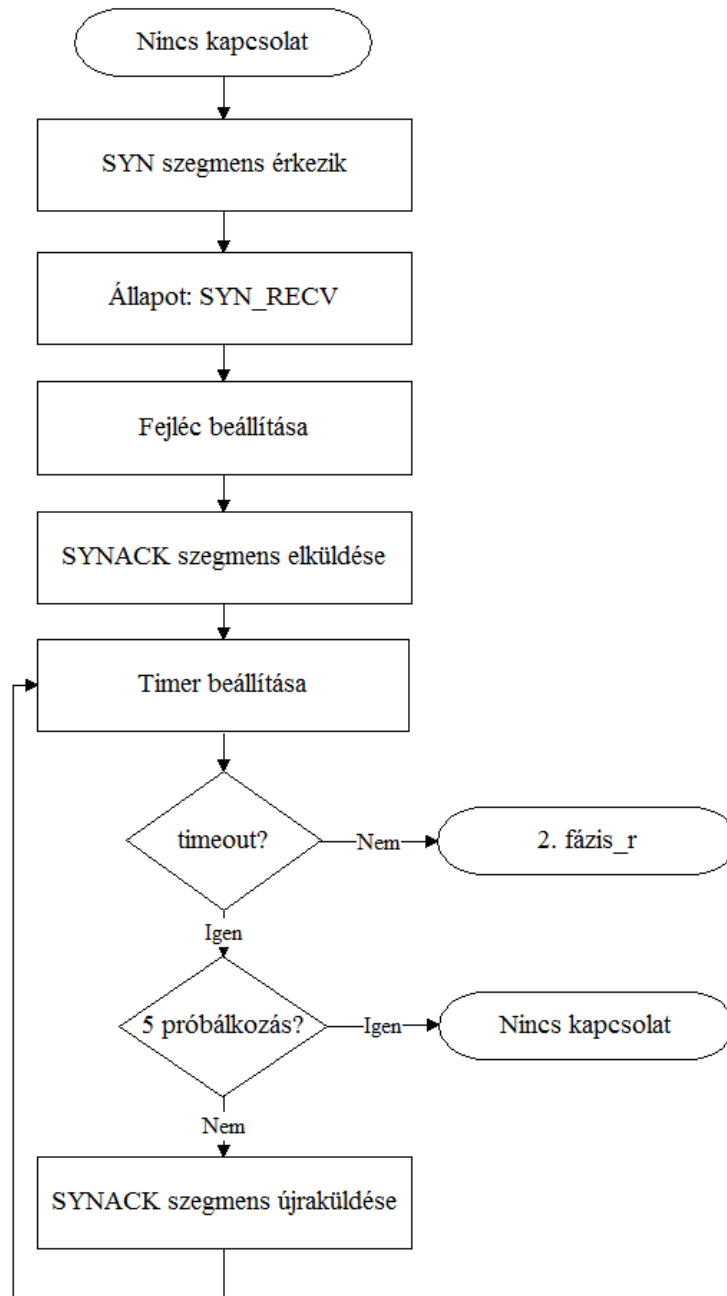 Nincs kapcsolat
SYN szegmens érkezik
Állapot: SYN_RECV
Fejléc beállítása
SYNACK szegmens elküldése
Timer beállítása
timeout?
Nem
2. fázis_r
Igen
5 próbálkozás?
Igen
Nincs kapcsolat
Nem
SYNACK szegmens újraküldése